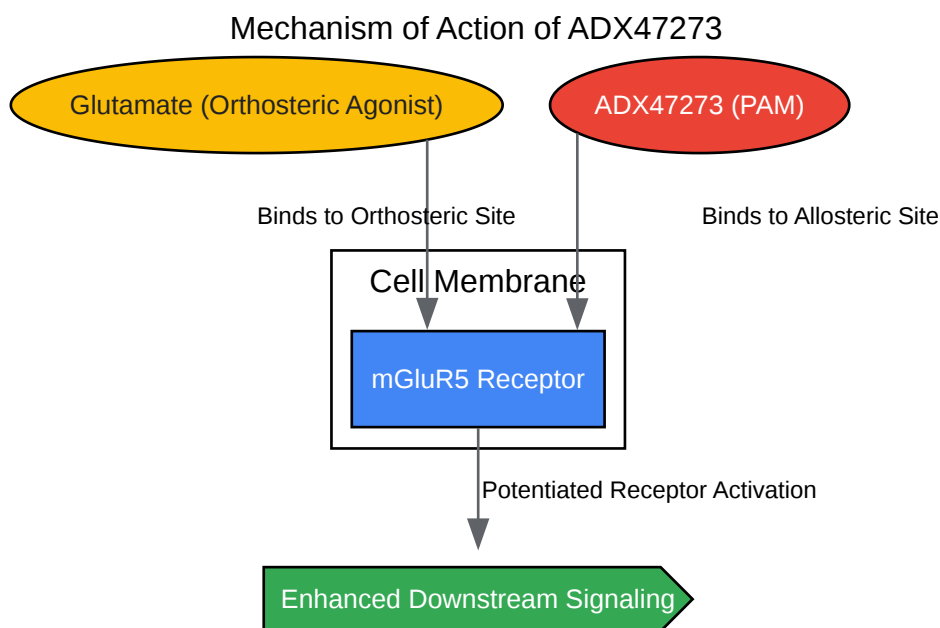 Mechanism of Action of ADX47273
Glutamate (Orthosteric Agonist)
ADX47273 (PAM)
Binds to Orthosteric Site
Binds to Allosteric Site
Cell Membrane
mGluR5 Receptor
Potentiated Receptor Activation
Enhanced Downstream Signaling